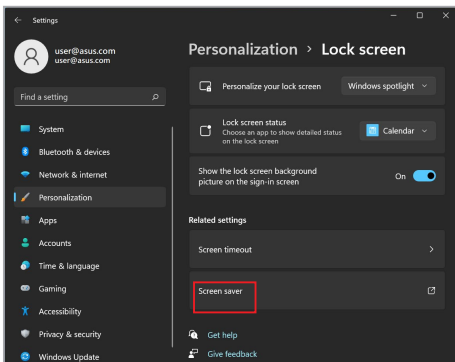 Settings
user@asus.com
user@asus.com
Find a setting
System
Bluetooth & devices
Network & internet
Personalization
Apps
Accounts
Time & language
Gaming
Accessibility
Privacy & security
Windows Update
Personalization > Lock screen
Personalize your lock screen
Windows spotlight
Lock screen status
Choose an app to show detailed status
on the lock screen
Calendar
Show the lock screen background
picture on the sign-in screen
On
Related settings
Screen timeout
Screen saver
Get help
Give feedback